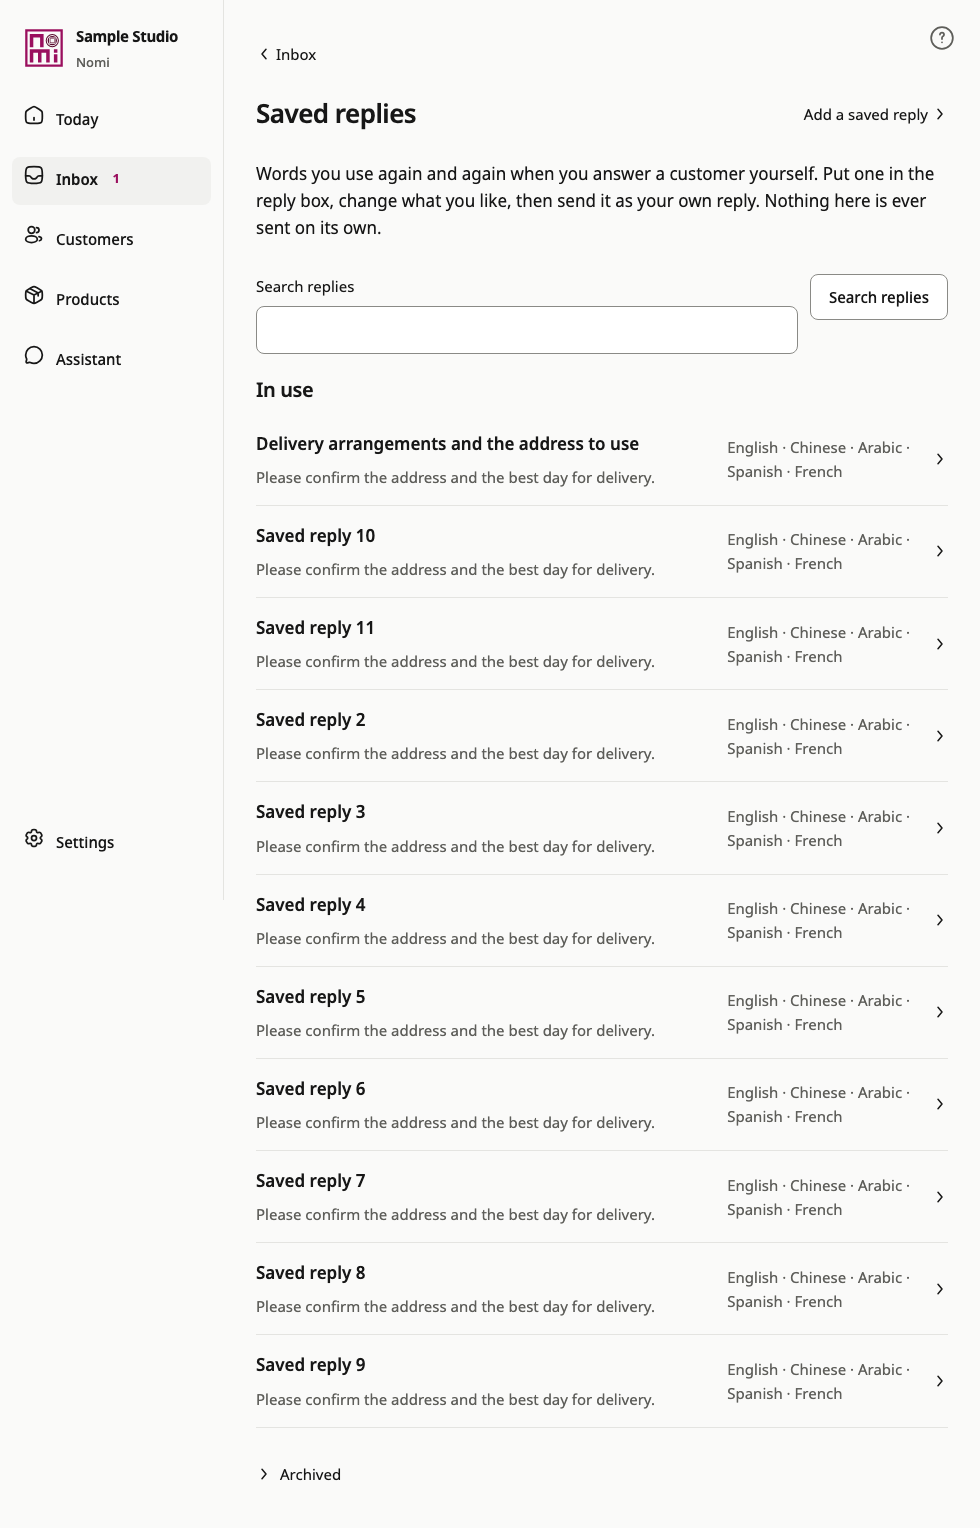 nomi
Sample Studio
Nomi
Today
Inbox 1
Customers
Products
Assistant
Settings
Inbox
Saved replies
Add a saved reply
Words you use again and again when you answer a customer yourself. Put one in the
reply box, change what you like, then send it as your own reply. Nothing here is ever
sent on its own.
Search replies
Search replies
In use
Delivery arrangements and the address to use
Please confirm the address and the best day for delivery.
English · Chinese · Arabic ·
Spanish · French
Saved reply 10
Please confirm the address and the best day for delivery.
English · Chinese · Arabic ·
Spanish · French
Saved reply 11
Please confirm the address and the best day for delivery.
English · Chinese · Arabic ·
Spanish · French
Saved reply 2
Please confirm the address and the best day for delivery.
English · Chinese · Arabic ·
Spanish · French
Saved reply 3
Please confirm the address and the best day for delivery.
English · Chinese · Arabic ·
Spanish · French
Saved reply 4
Please confirm the address and the best day for delivery.
English · Chinese · Arabic ·
Spanish · French
Saved reply 5
Please confirm the address and the best day for delivery.
English · Chinese · Arabic ·
Spanish · French
Saved reply 6
Please confirm the address and the best day for delivery.
English · Chinese · Arabic ·
Spanish · French
Saved reply 7
Please confirm the address and the best day for delivery.
English · Chinese · Arabic ·
Spanish · French
Saved reply 8
Please confirm the address and the best day for delivery.
English · Chinese · Arabic ·
Spanish · French
Saved reply 9
Please confirm the address and the best day for delivery.
English · Chinese · Arabic ·
Spanish · French
Archived